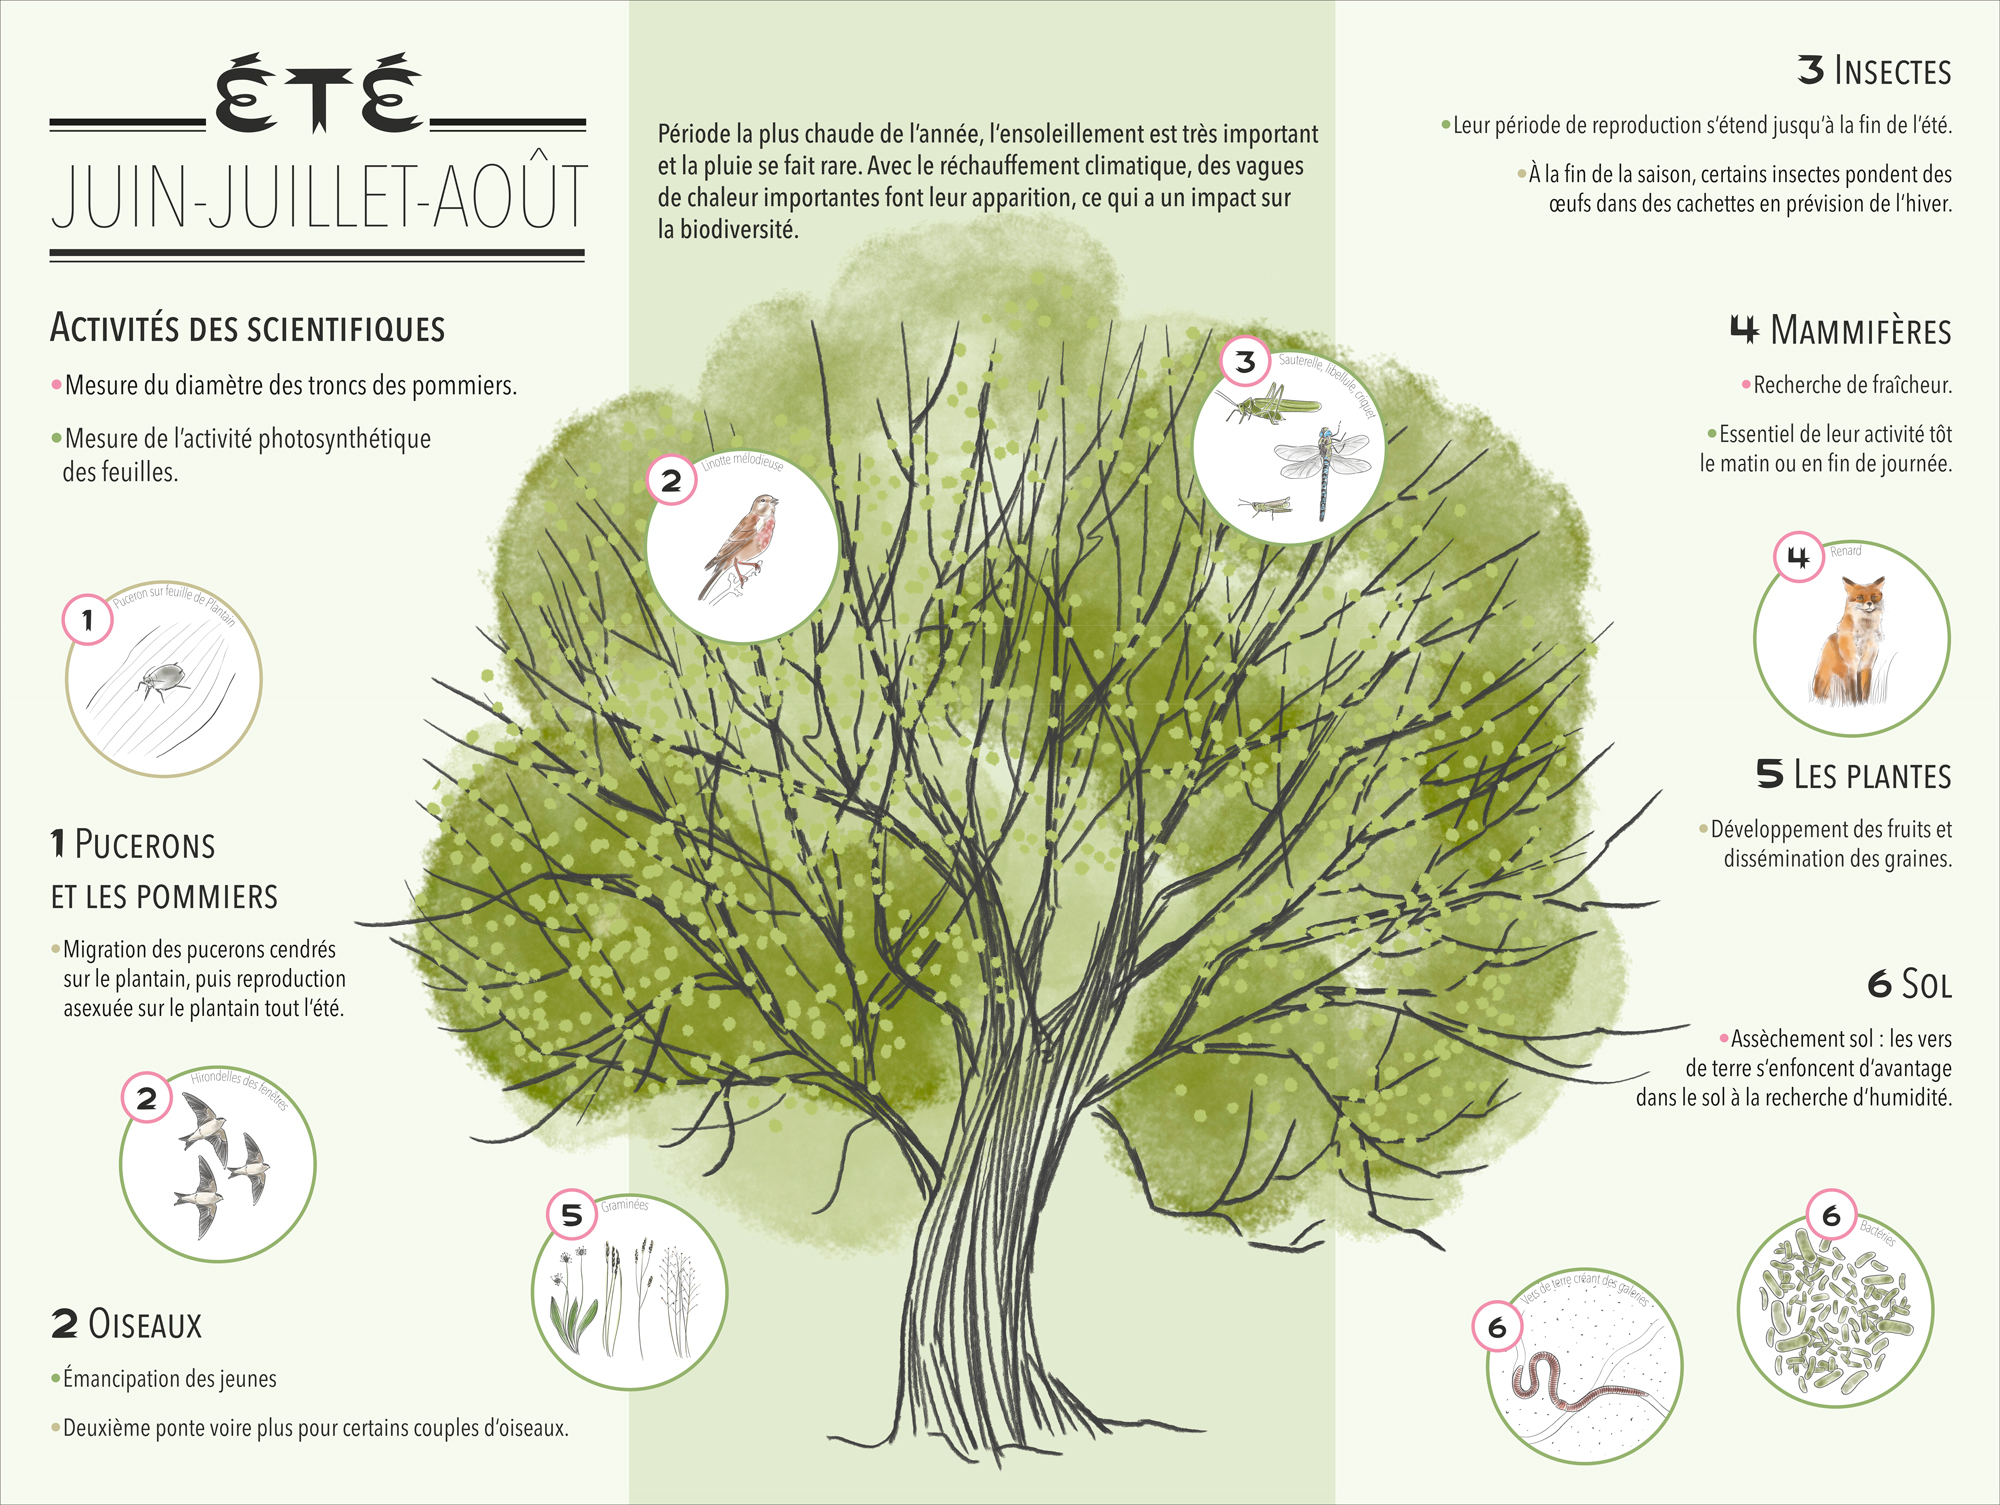 ÉTÉ
JUIN-JUILLET-AOÛT
Période la plus chaude de l'année, l'ensoleillement est très important
et la pluie se fait rare. Avec le réchauffement climatique, des vagues
de chaleur importantes font leur apparition, ce qui a un impact sur
la biodiversité.
ACTIVITÉS DES SCIENTIFIQUES
•Mesure du diamètre des troncs des pommiers.
•Mesure de l'activité photosynthétique
des feuilles.
1
Puceron sur feuille de Plantain
1 PUCERONS
ET LES POMMIERS
•Migration des pucerons cendrés
sur le plantain, puis reproduction
asexuée sur le plantain tout l'été.
2
Hirondelles des fenêtres
2 OISEAUX
•Émancipation des jeunes
•Deuxième ponte voire plus pour certains couples d'oiseaux.
2
Linotte mélodieuse
3
Sauterelle, libellule, criquet
5
Graminées
3 INSECTES
•Leur période de reproduction s'étend jusqu'à la fin de l'été.
•À la fin de la saison, certains insectes pondent des
œufs dans des cachettes en prévision de l'hiver.
4 MAMMIFÈRES
•Recherche de fraîcheur.
•Essentiel de leur activité tôt
le matin ou en fin de journée.
4
Renard
5 LES PLANTES
•Développement des fruits et
dissémination des graines.
6 SOL
•Assèchement sol : les vers
de terre s'enfoncent d'avantage
dans le sol à la recherche d'humidité.
6
Bactéries
6
Vers de terre créant des galeries